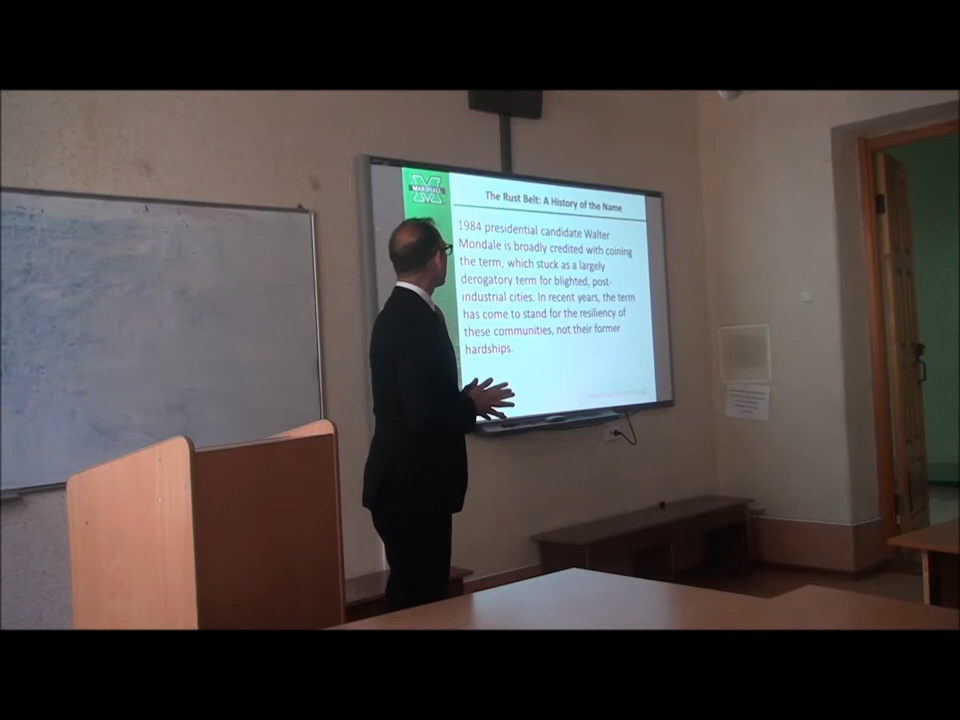 MARSHALL
The Rust Belt: A History of the Name
1984 presidential candidate Walter
Mondale is broadly credited with coining
the term, which stuck as a largely
derogatory term for blighted, post-
industrial cities. In recent years, the term
has come to stand for the resiliency of
these communities, not their former
hardships.